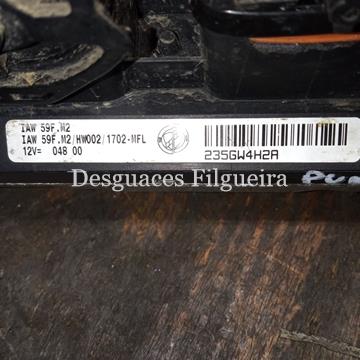 IAW 59F.M2
IAW 59F.M2/HW002/1702-MFL
12V= 048 00
235GW4H2A
Desguaces Filgueira